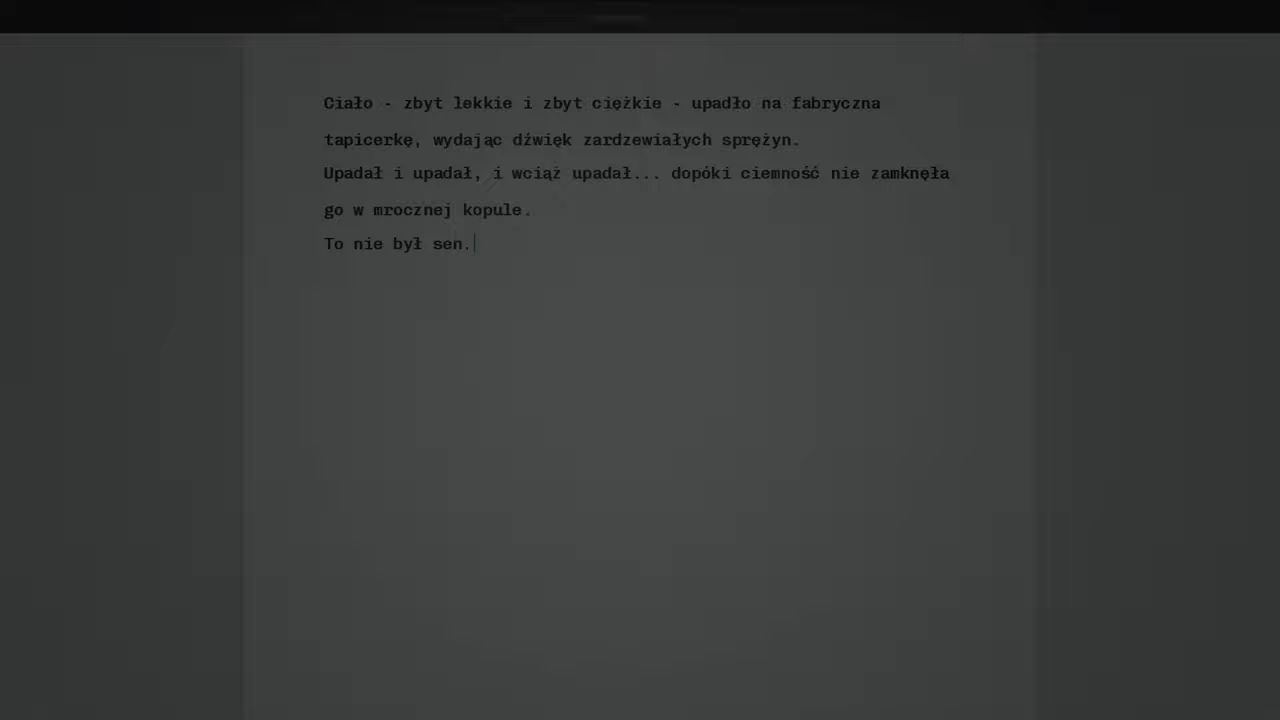 Ciało - zbyt lekkie i zbyt ciężkie - upadło na fabryczna
tapicerkę, wydając dźwięk zardzewiałych sprężyn.
Upadał i upadał, i wciąż upadał... dopóki ciemność nie zamknęła
go w mrocznej kopule.
To nie był sen.